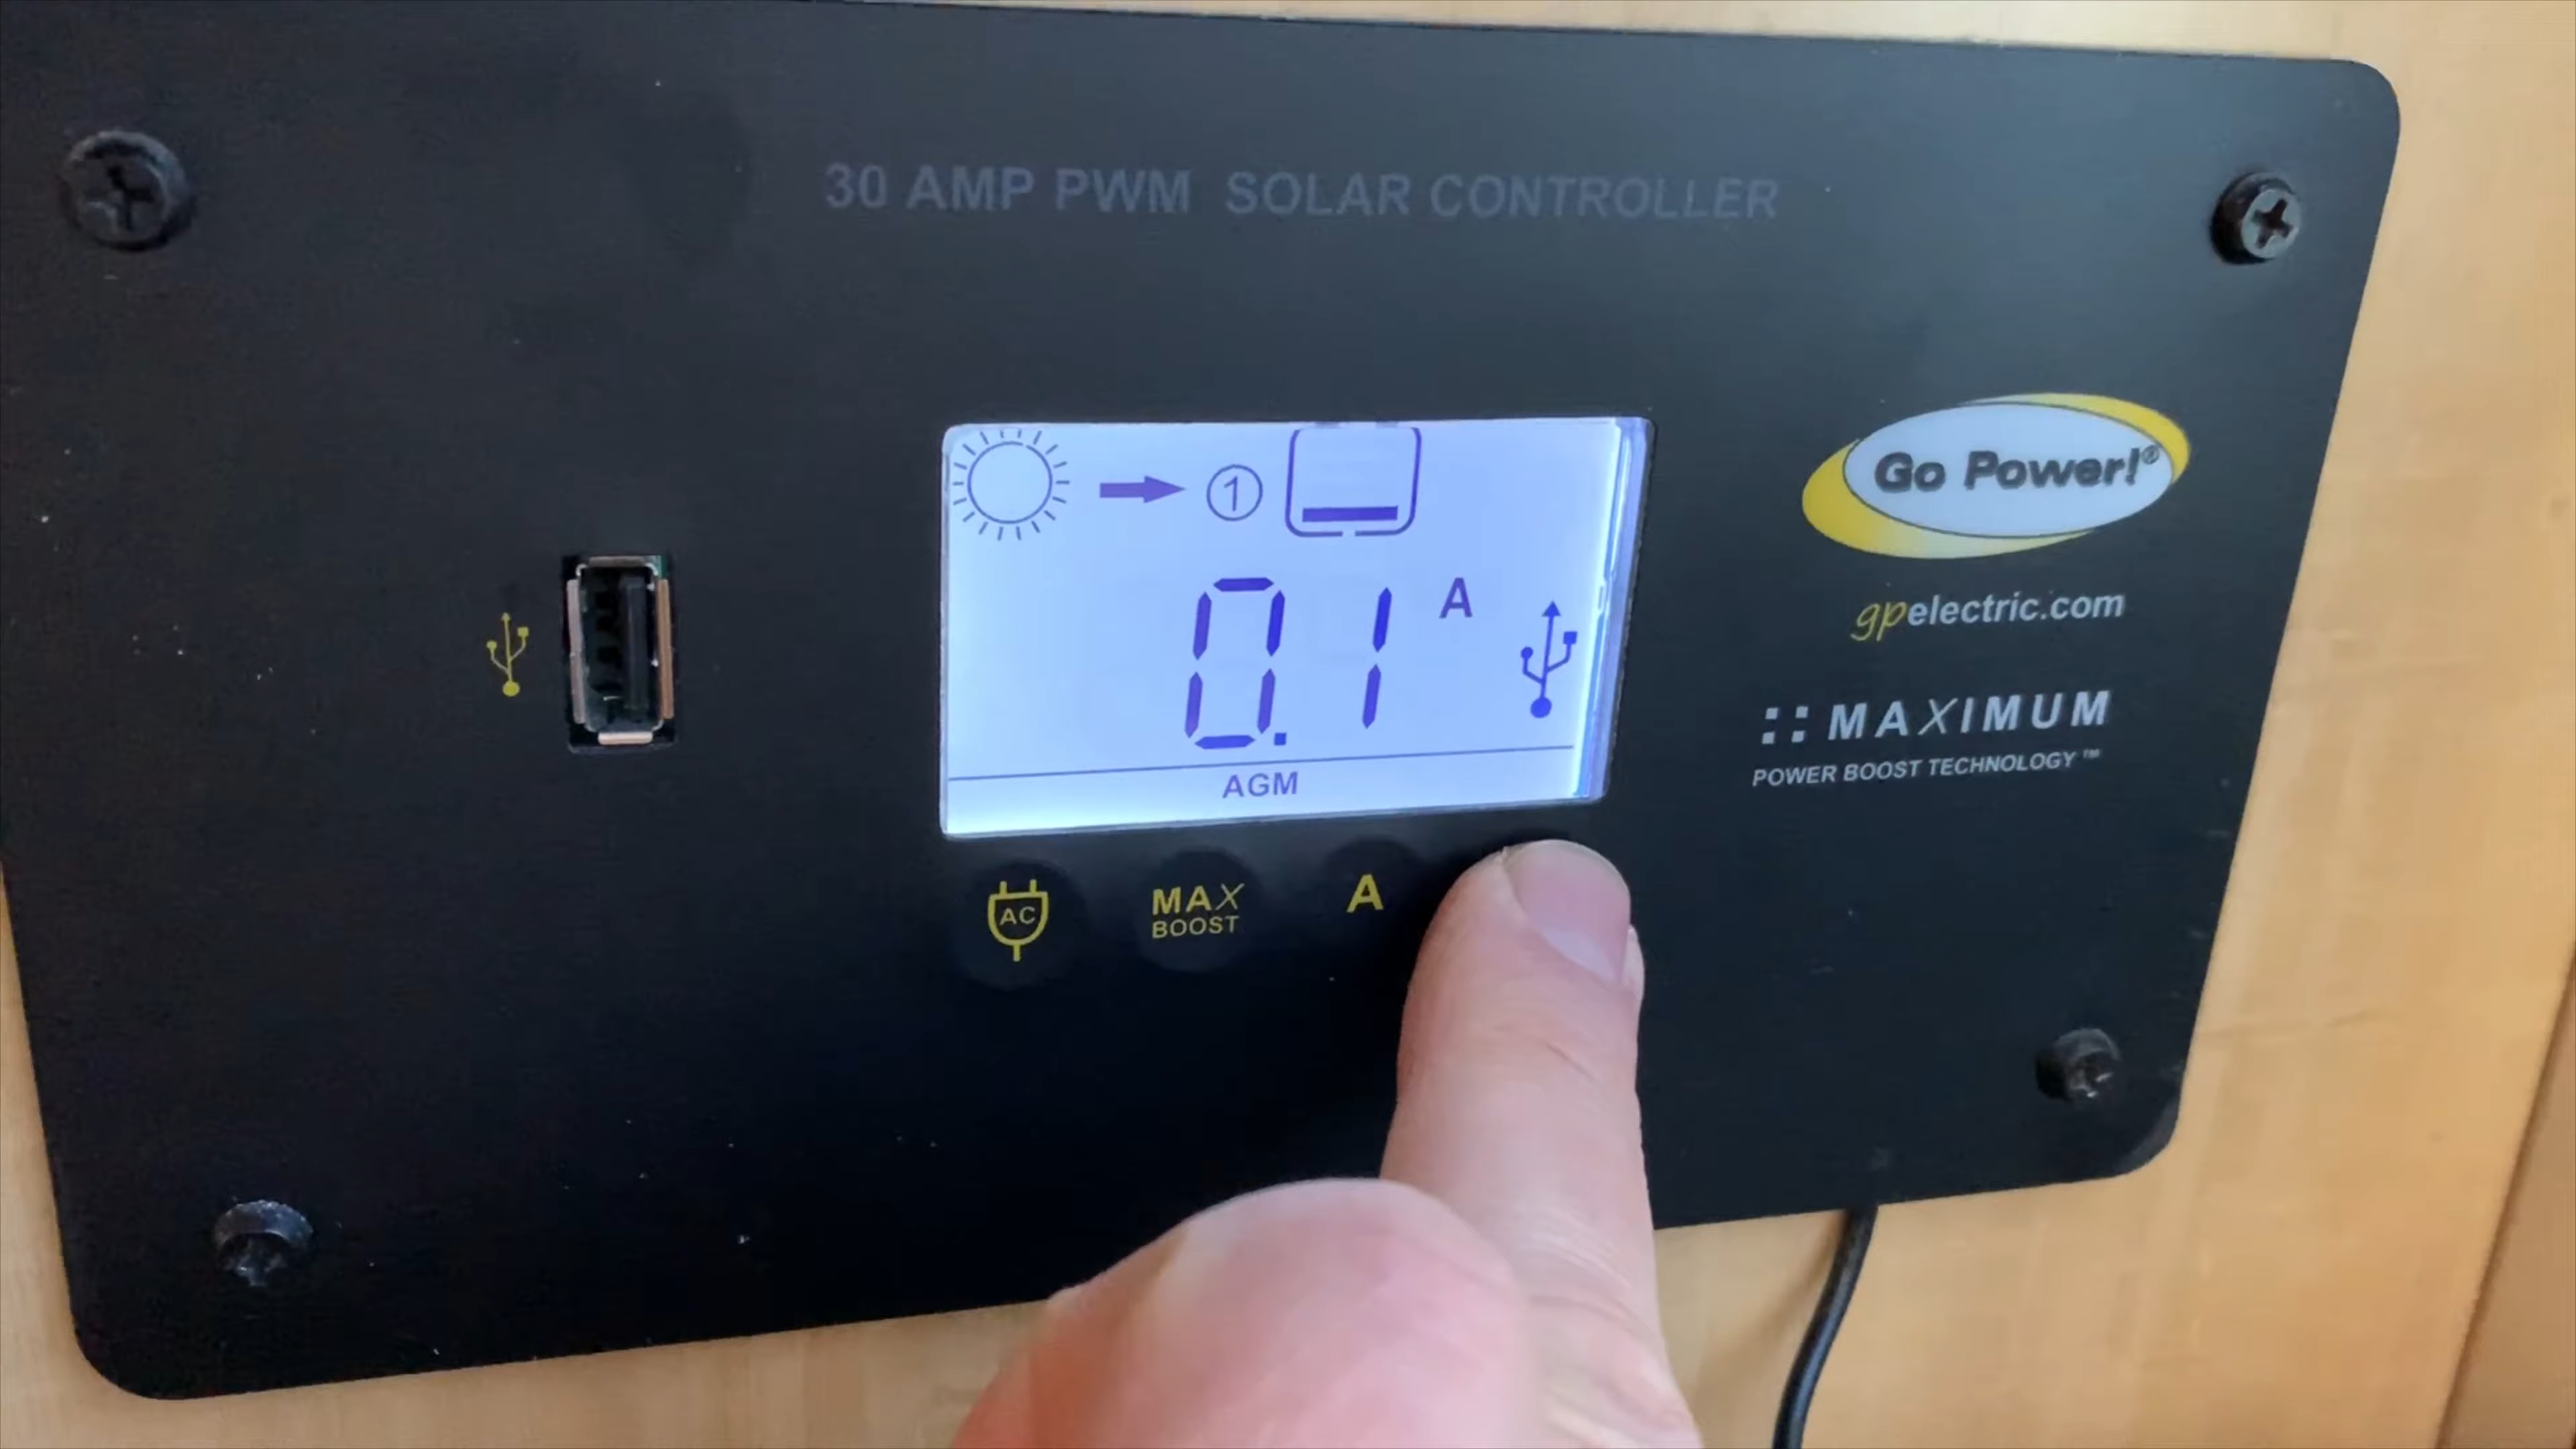 30 AMP PWM SOLAR CONTROLLER
Go Power!®
gpelectric.com
MAXIMUM
POWER BOOST TECHNOLOGY™
1
0.1 A
AGM
AC
MAX
BOOST
A